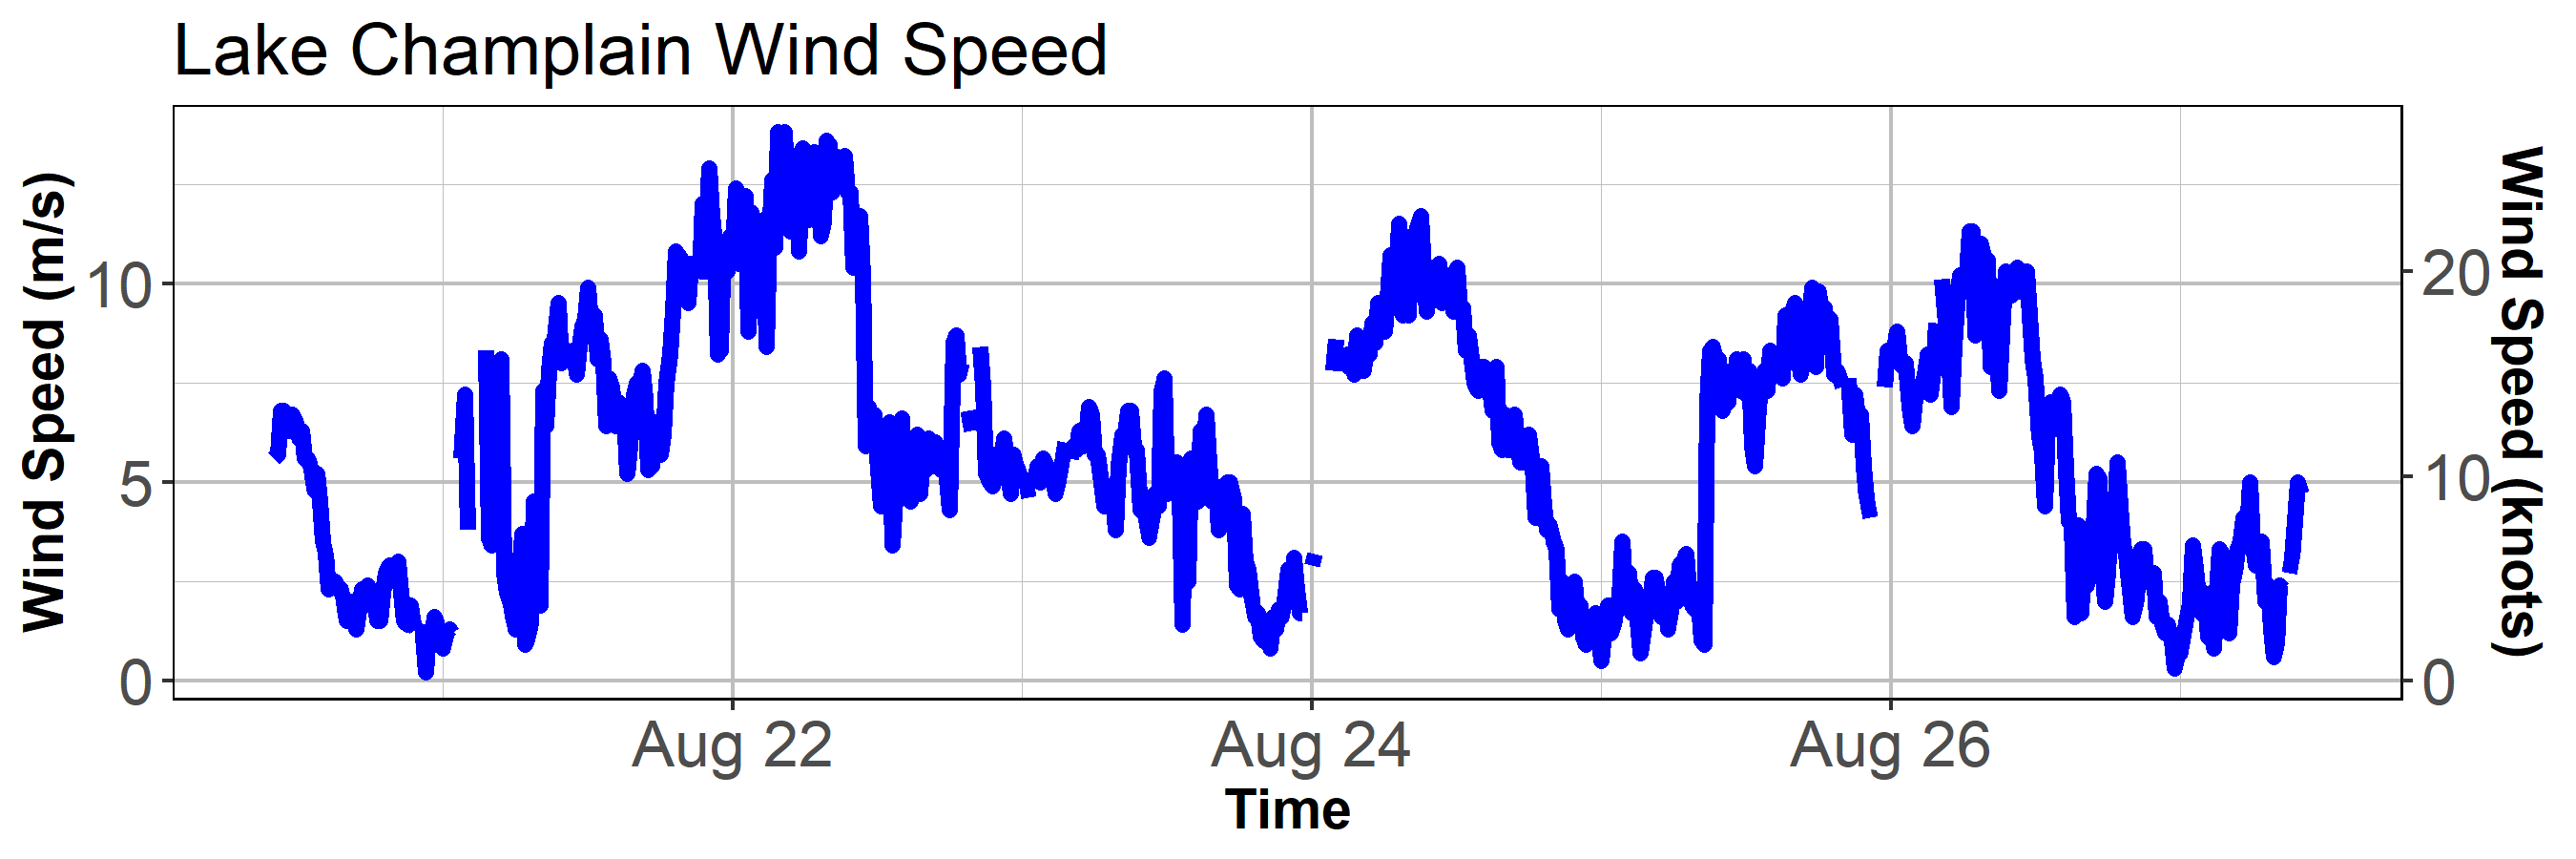 Lake Champlain Wind Speed
Wind Speed (m/s)
10
5
0
20
10
0
Wind Speed (knots)
Aug 22
Aug 24
Aug 26
Time